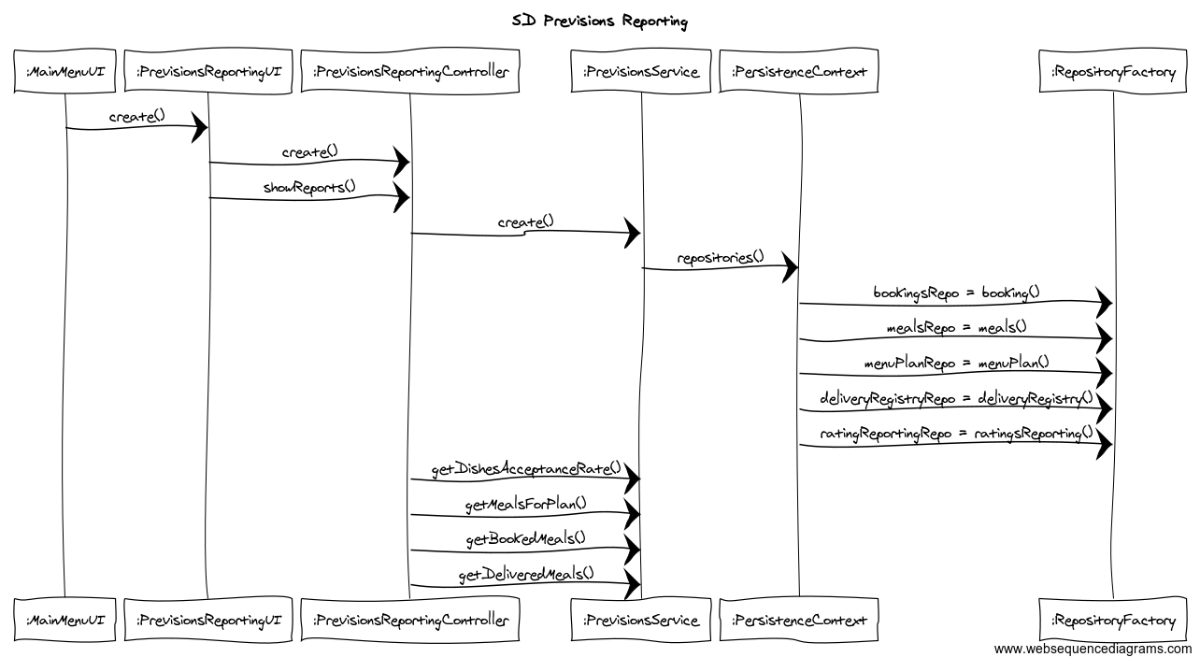 SD Previsions Reporting
:MainMenuUI :PrevisionsReportingUI :PrevisionsReportingController :PrevisionsService :PersistenceContext :RepositoryFactory
create()
create()
showReports()
create()
repositories()
bookingsRepo = booking()
mealsRepo = meals()
menuPlanRepo = menuPlan()
deliveryRegistryRepo = deliveryRegistry()
ratingReportingRepo = ratingsReporting()
getDishesAcceptanceRate()
getMealsForPlan()
getBookedMeals()
getDeliveredMeals()
:MainMenuUI :PrevisionsReportingUI :PrevisionsReportingController :PrevisionsService :PersistenceContext :RepositoryFactory
www.websequencediagrams.com